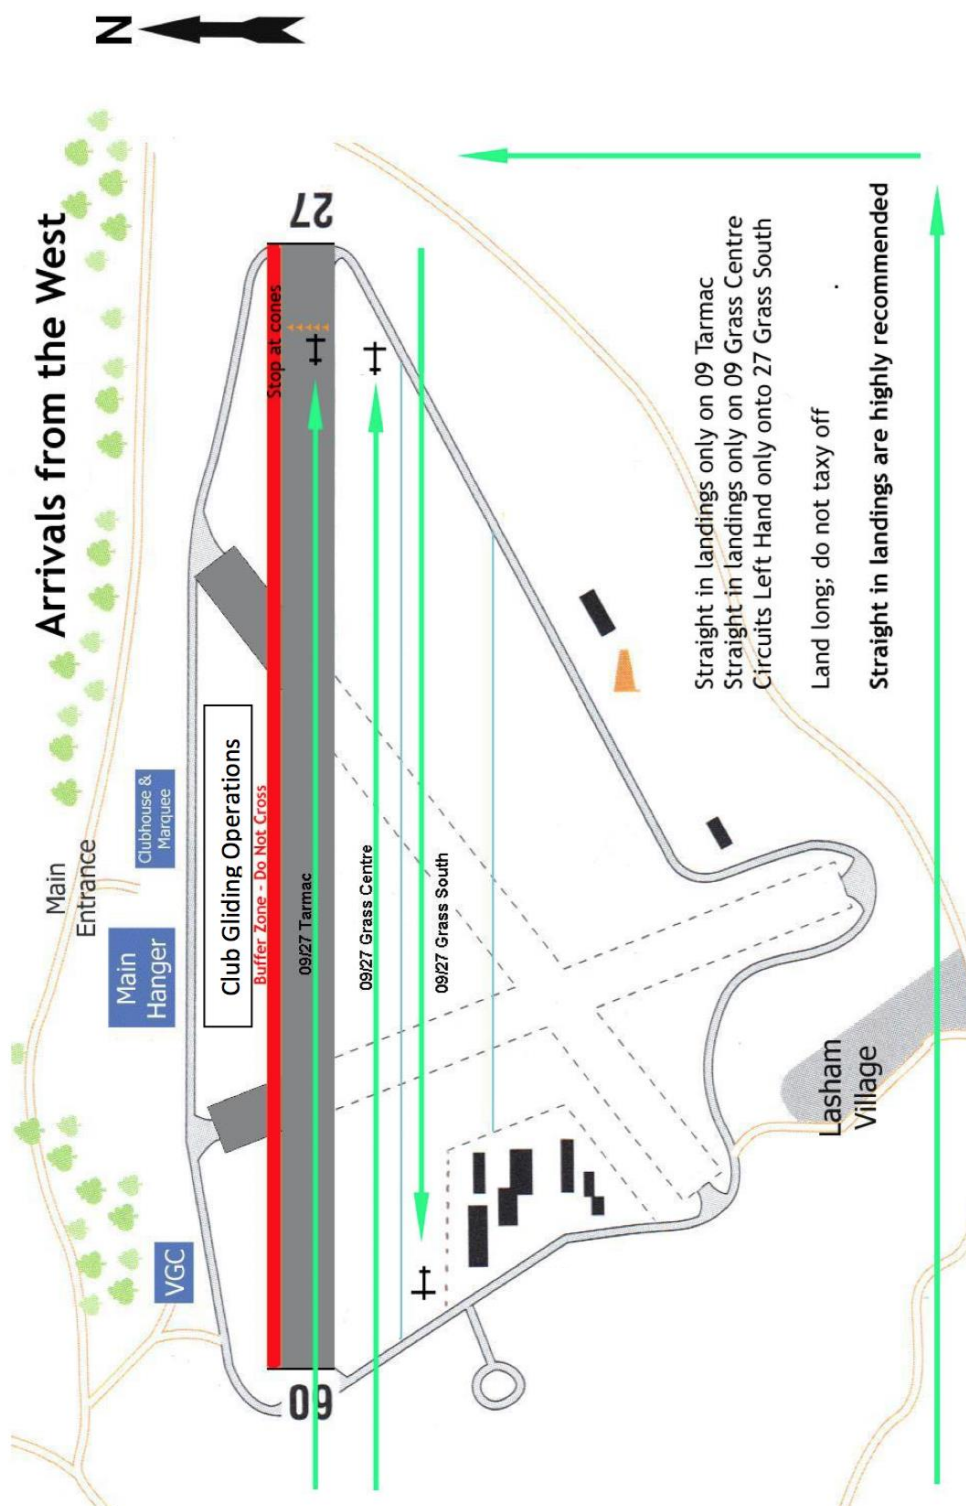 N
Arrivals from the West
27
Stop at cones
Main
Entrance
Clubhouse &
Marquee
Main
Hanger
VGC
Club Gliding Operations
Buffer Zone - Do Not Cross
09/27 Tarmac
09/27 Grass Centre
09/27 Grass South
09
Lasham
Village
Straight in landings only on 09 Tarmac
Straight in landings only on 09 Grass Centre
Circuits Left Hand only onto 27 Grass South
Land long; do not taxy off
.
Straight in landings are highly recommended